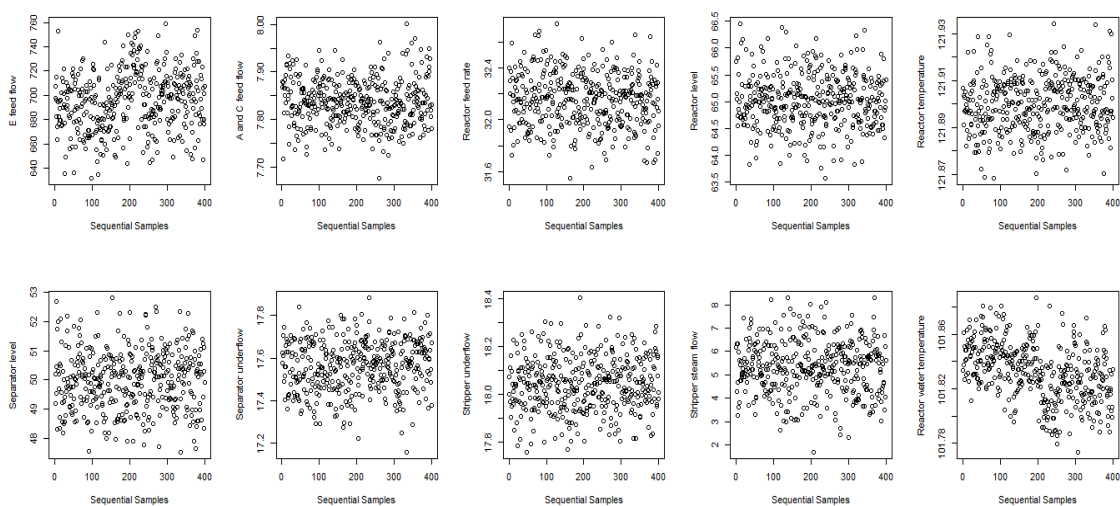 E feed flow
640 660 680 700 720 740 760
0 100 200 300 400
Sequential Samples
A and C feed flow
7.70 7.80 7.90 8.00
0 100 200 300 400
Sequential Samples
Reactor feed rate
31.6 32.0 32.4
0 100 200 300 400
Sequential Samples
Reactor level
63.5 64.0 64.5 65.0 65.5 66.0 66.5
0 100 200 300 400
Sequential Samples
Reactor temperature
121.87 121.89 121.91 121.93
0 100 200 300 400
Sequential Samples
Separator level
48 49 50 51 52 53
0 100 200 300 400
Sequential Samples
Separator underflow
17.2 17.4 17.6 17.8
0 100 200 300 400
Sequential Samples
Stripper underflow
17.8 18.0 18.2 18.4
0 100 200 300 400
Sequential Samples
Stripper steam flow
2 3 4 5 6 7 8
0 100 200 300 400
Sequential Samples
Reactor water temperature
101.78 101.82 101.86
0 100 200 300 400
Sequential Samples